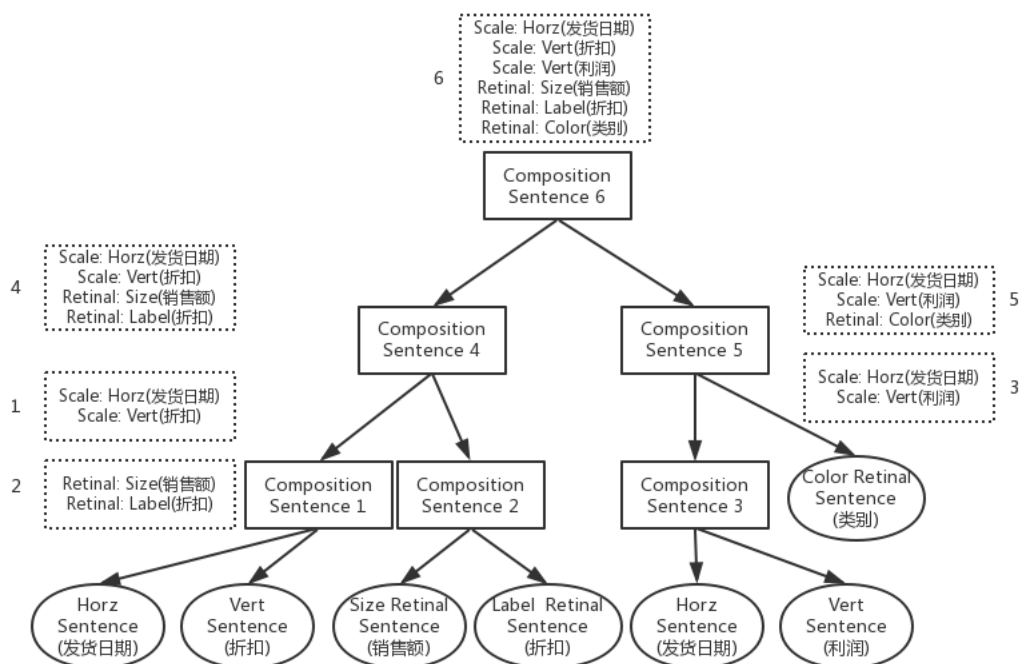 Scale: Horz(发货日期)
Scale: Vert(折扣)
Scale: Vert(利润)
6
Retinal: Size(销售额)
Retinal: Label(折扣)
Retinal: Color(类别)
Composition
Sentence 6
4
Scale: Horz(发货日期)
Scale: Vert(折扣)
Retinal: Size(销售额)
Retinal: Label(折扣)
Scale: Horz(发货日期)
Scale: Vert(利润)
Retinal: Color(类别)
5
Composition
Sentence 4
Composition
Sentence 5
1
Scale: Horz(发货日期)
Scale: Vert(折扣)
Scale: Horz(发货日期)
Scale: Vert(利润)
3
2
Retinal: Size(销售额)
Retinal: Label(折扣)
Composition
Sentence 1
Composition
Sentence 2
Composition
Sentence 3
Color Retinal
Sentence
(类别)
Horz
Sentence
(发货日期)
Vert
Sentence
(折扣)
Size Retinal
Sentence
(销售额)
Label Retinal
Sentence
(折扣)
Horz
Sentence
(发货日期)
Vert
Sentence
(利润)